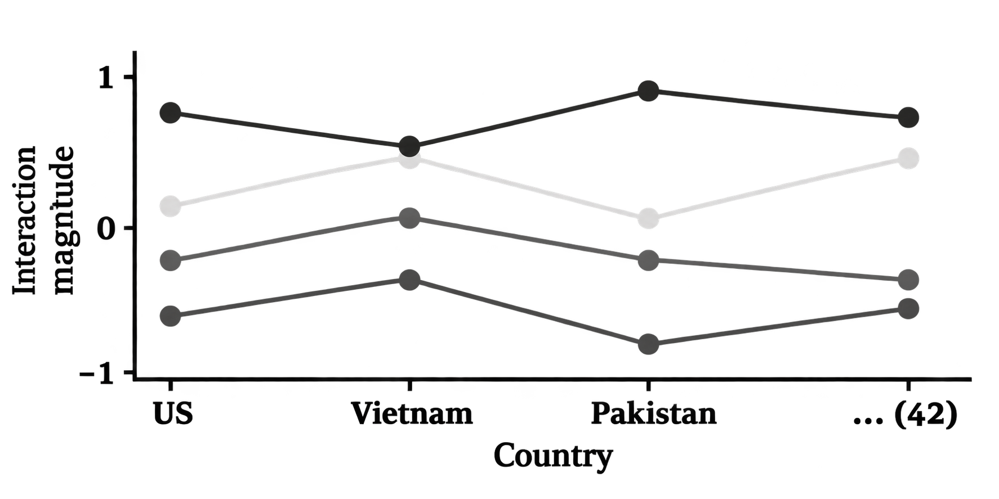 Interaction
magnitude
1
0
−1
US
Vietnam
Pakistan
... (42)
Country